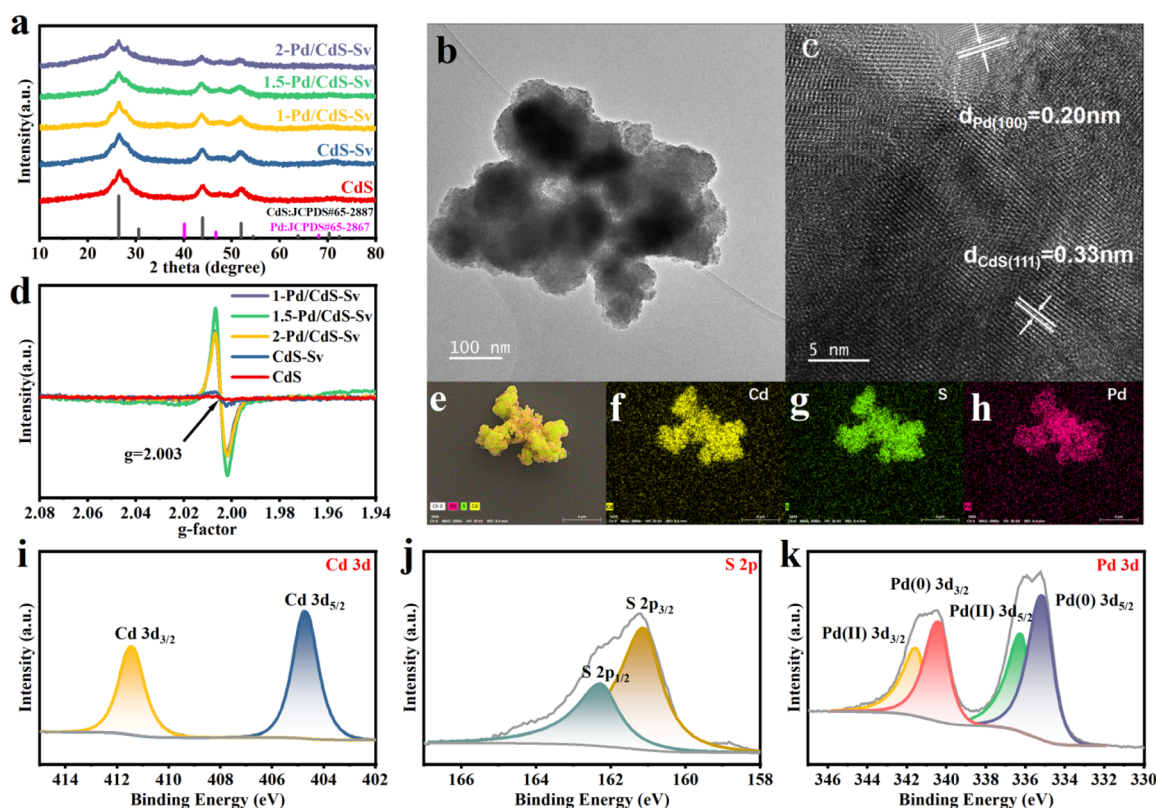 a
2-Pd/CdS-Sv
1.5-Pd/CdS-Sv
1-Pd/CdS-Sv
CdS-Sv
CdS
CdS:JCPDS#65-2887
Pd:JCPDS#65-2867
Intensity(a.u.)
10 20 30 40 50 60 70 80
2 theta (degree)
b
100 nm
c
d Pd(100)=0.20nm
d CdS(111)=0.33nm
5 nm
d
1-Pd/CdS-Sv
1.5-Pd/CdS-Sv
2-Pd/CdS-Sv
CdS-Sv
CdS
g=2.003
Intensity(a.u.)
2.08 2.06 2.04 2.02 2.00 1.98 1.96 1.94
g-factor
e
f
Cd
g
S
h
Pd
i
Cd 3d
Cd 3d3/2
Cd 3d5/2
Intensity (a.u.)
414 412 410 408 406 404 402
Binding Energy (eV)
j
S 2p
S 2p3/2
S 2p1/2
Intensity (a.u.)
166 164 162 160 158
Binding Energy (eV)
k
Pd 3d
Pd(0) 3d3/2
Pd(II) 3d5/2
Pd(0) 3d5/2
Pd(II) 3d3/2
Intensity (a.u.)
346 344 342 340 338 336 334 332 330
Binding Energy (eV)